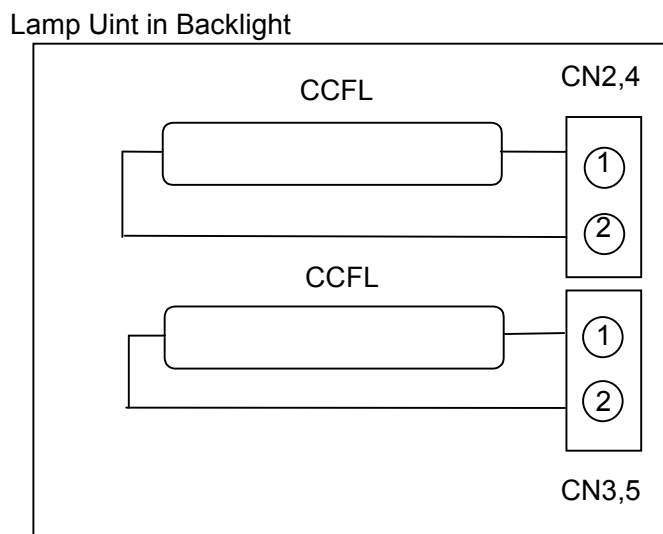 Lamp Uint in Backlight
CN2,4
CCFL
1
2
CCFL
1
2
CN3,5